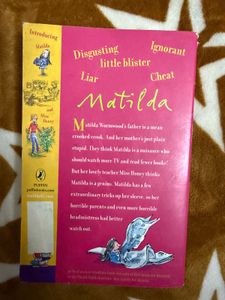 Introducing
Matilda
and
Miss Honey
PUFFIN
Disgusting
Ignorant
little blister
Liar
Cheat
Matilda
Matilda Wormwood's father is a mean
crooked crook. And her mother's just plain
stupid. They think Matilda is a nuisance who
should watch more TV and read fewer books!
But her lovely teacher Miss Honey thinks
Matilda is a genius. Matilda has a few
extraordinary tricks up her sleeve, so her
horrible parents and even more horrible
headmistress had better
watch out.